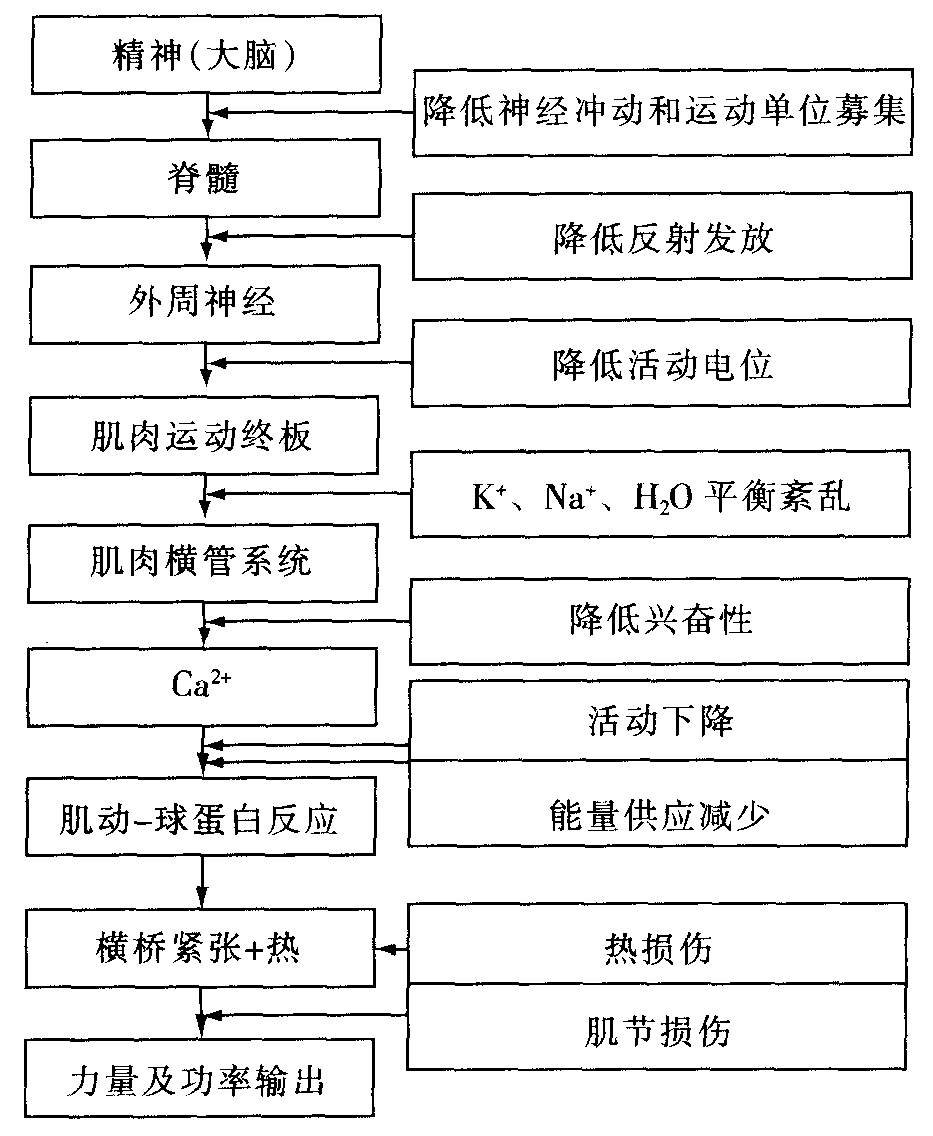 精神(大脑)
降低神经冲动和运动单位募集
脊髓
降低反射发放
外周神经
降低活动电位
肌肉运动终板
K⁺、Na⁺、H₂O 平衡紊乱
肌肉横管系统
降低兴奋性
Ca²⁺
活动下降
肌动-球蛋白反应
能量供应减少
横桥紧张+热
热损伤
肌节损伤
力量及功率输出